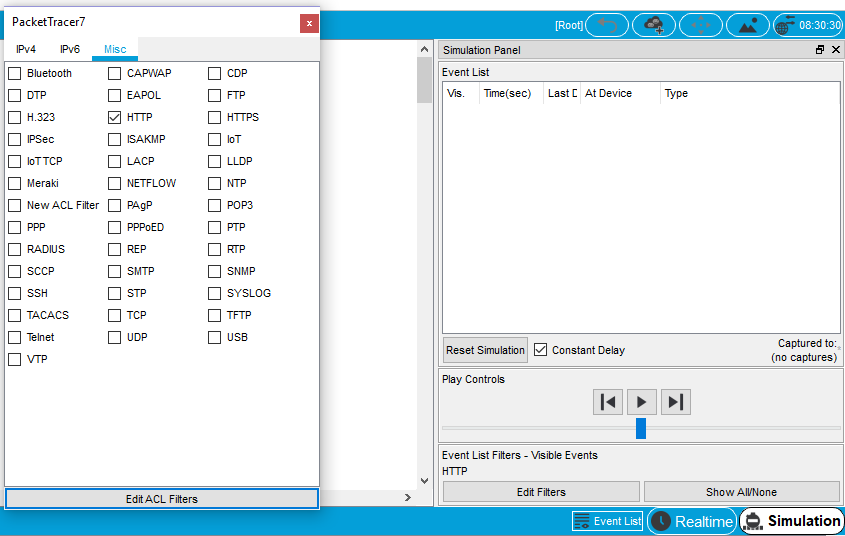 PacketTracer7 x
IPv4 IPv6 Misc
Bluetooth CAPWAP CDP
DTP EAPOL FTP
H.323 HTTP HTTPS
IPSec ISAKMP IoT
IoT TCP LACP LLDP
Meraki NETFLOW NTP
New ACL Filter PAgP POP3
PPP PPPoED PTP
RADIUS REP RTP
SCCP SMTP SNMP
SSH STP SYSLOG
TACACS TCP TFTP
Telnet UDP USB
VTP
Edit ACL Filters
[Root] 08:30:30
Simulation Panel
Event List
Vis. Time(sec) Last D At Device Type
Reset Simulation Constant Delay Captured to:
(no captures)
Play Controls
Event List Filters - Visible Events
HTTP
Edit Filters Show All/None
Event List Realtime Simulation